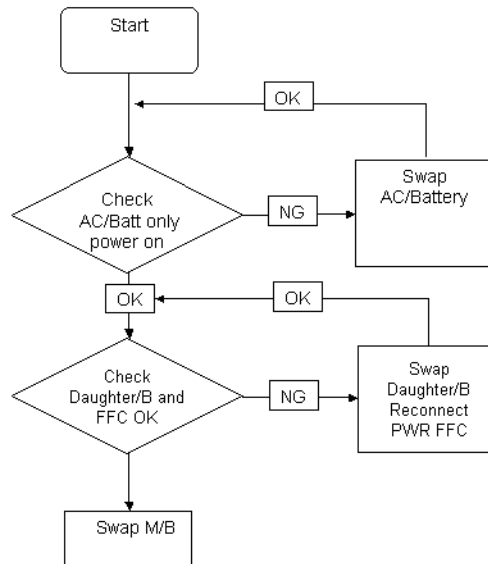 Start
OK
Check
AC/Batt only
power on
NG
Swap
AC/Battery
OK
OK
Check
Daughter/B and
FFC OK
NG
Swap
Daughter/B
Reconnect
PWR FFC
Swap M/B